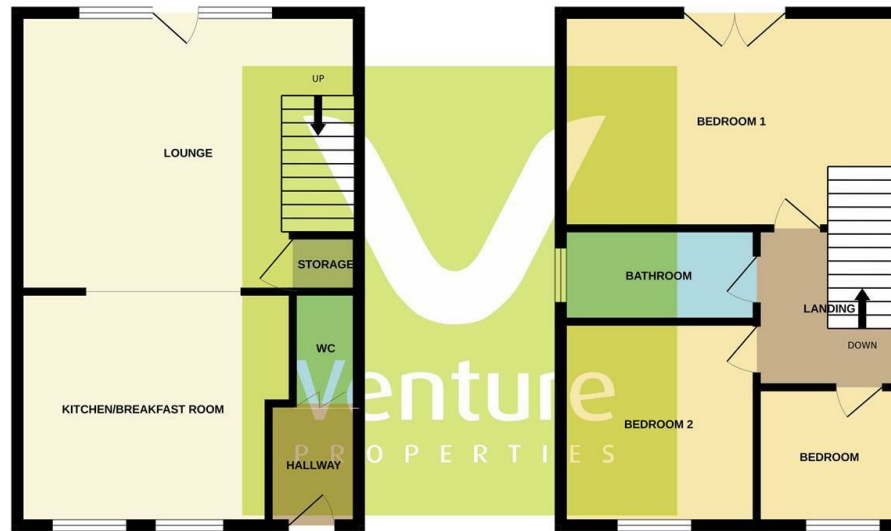 UP
LOUNGE
STORAGE
WC
KITCHEN/BREAKFAST ROOM
HALLWAY
BEDROOM 1
BATHROOM
LANDING
DOWN
BEDROOM 2
BEDROOM
Venture
PROPERTIES